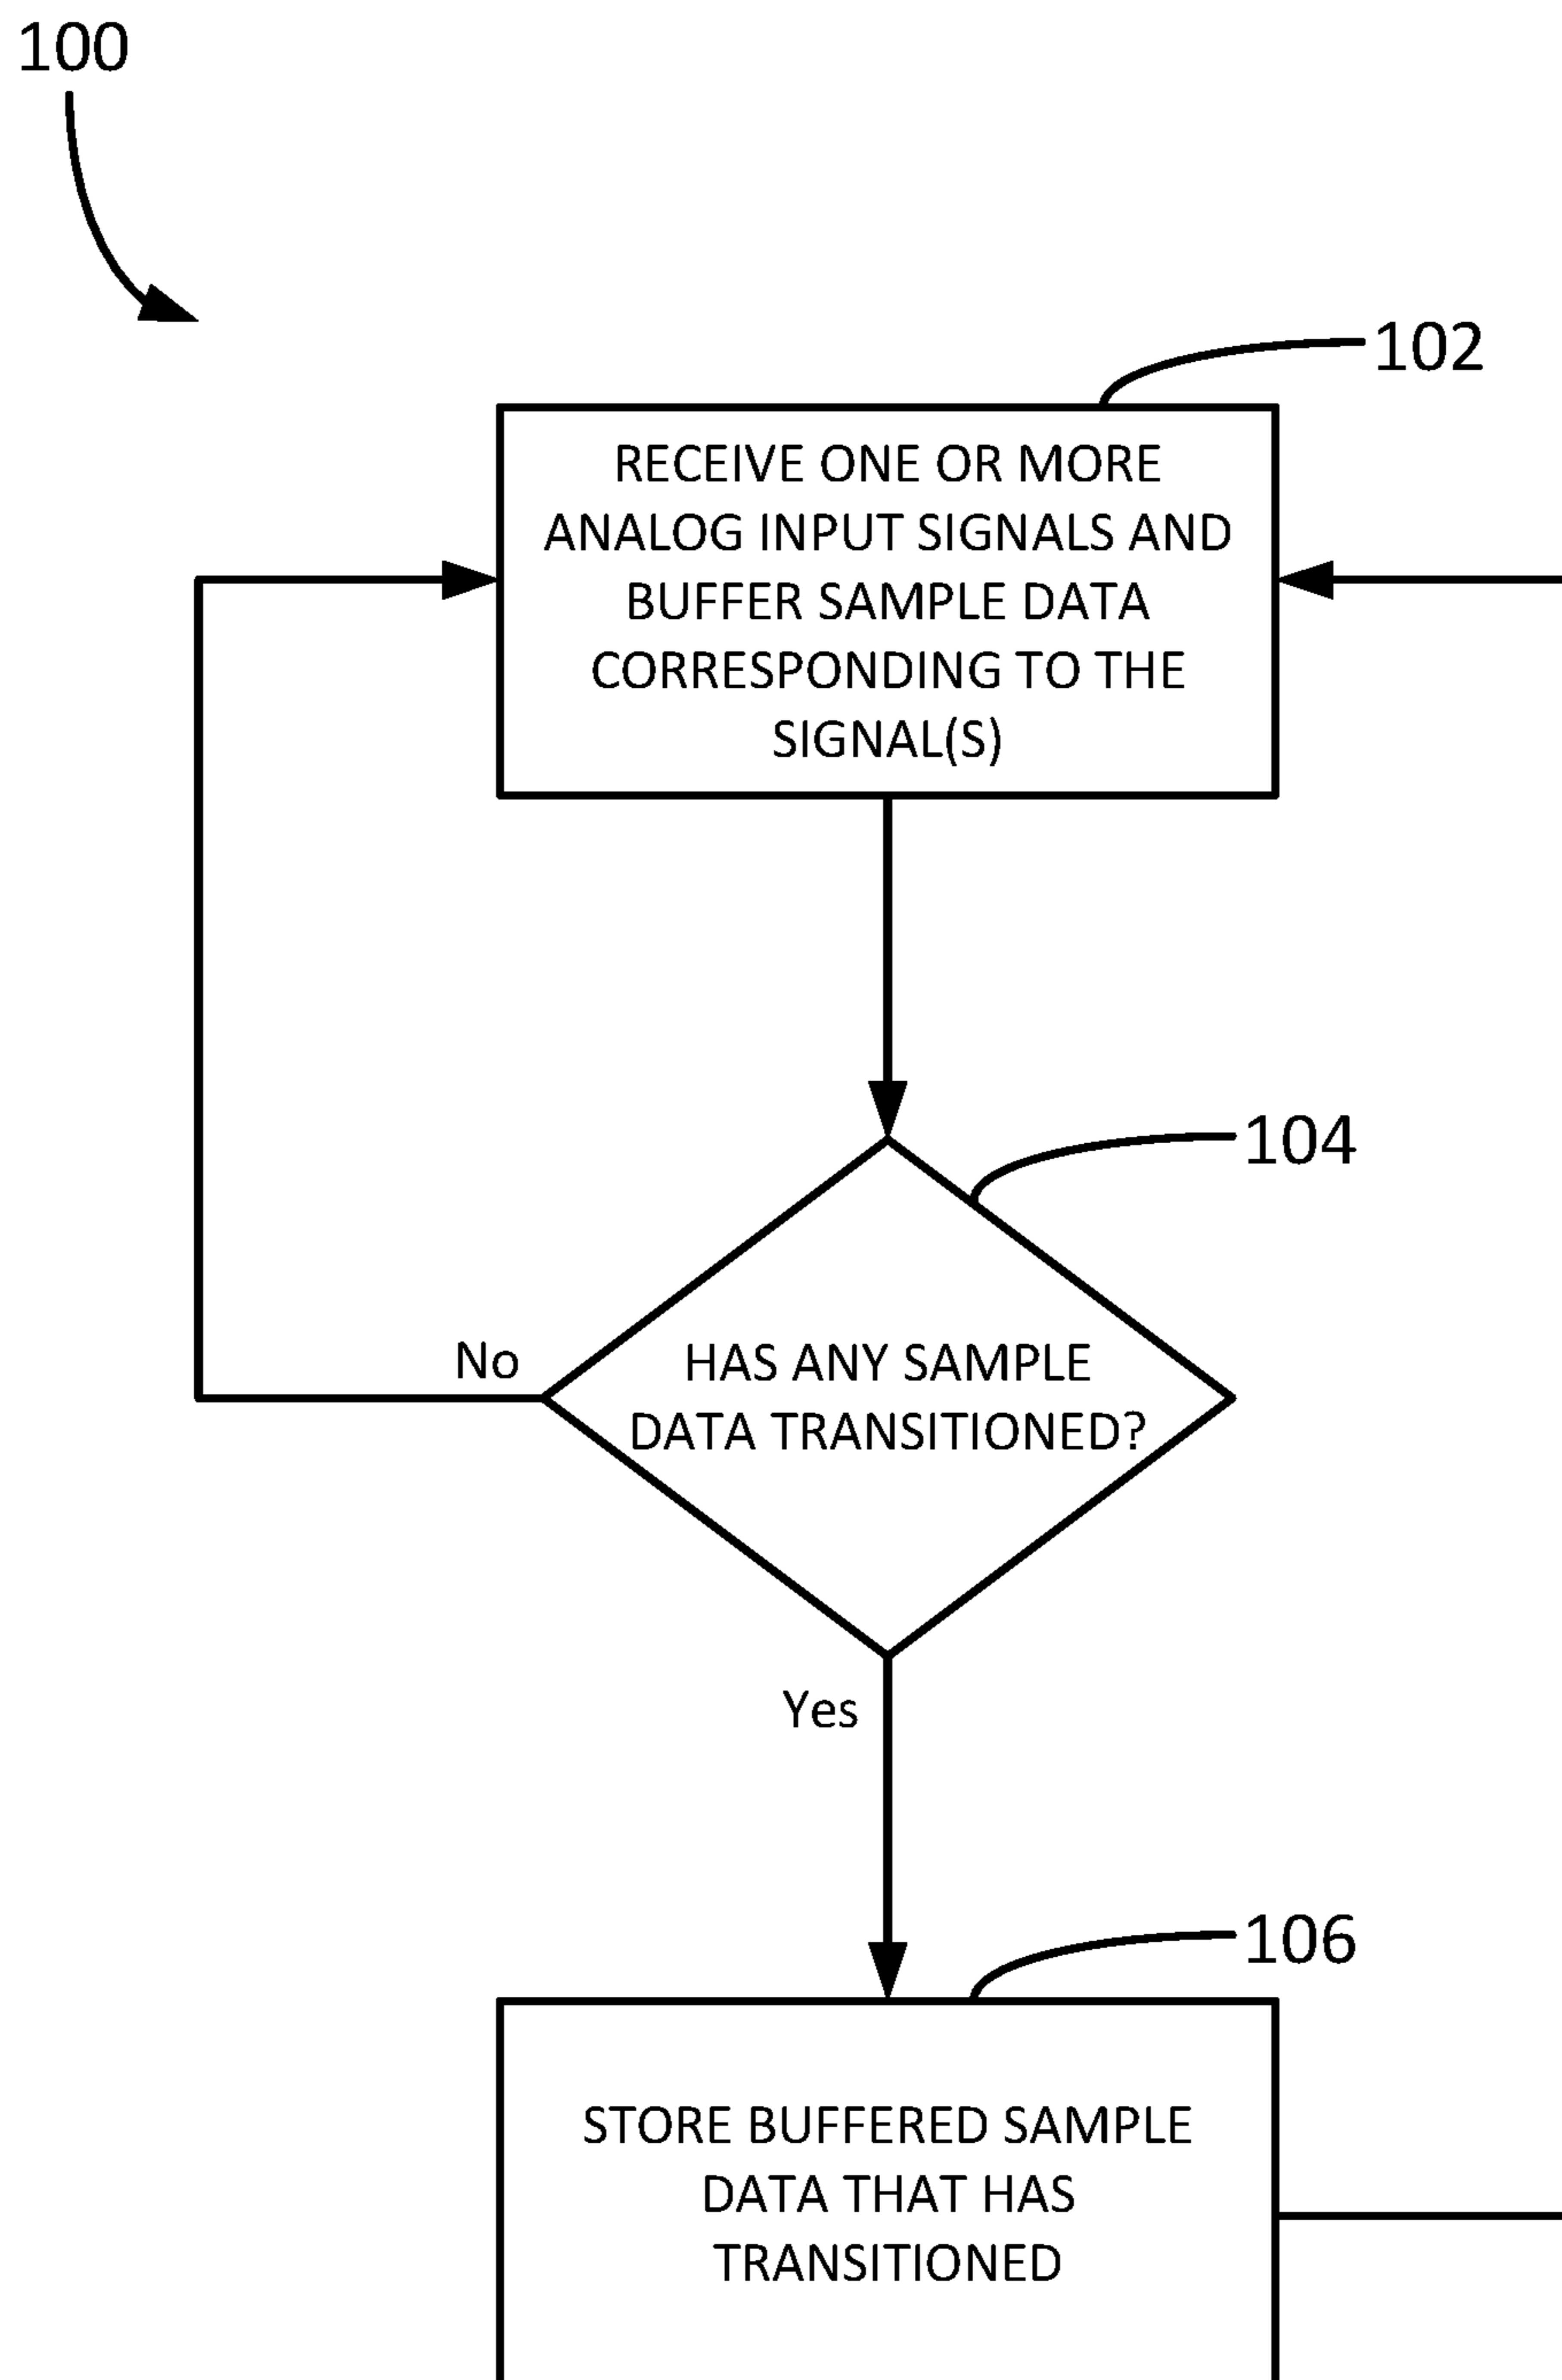 100
102
RECEIVE ONE OR MORE
ANALOG INPUT SIGNALS AND
BUFFER SAMPLE DATA
CORRESPONDING TO THE
SIGNAL(S)
104
No
HAS ANY SAMPLE
DATA TRANSITIONED?
Yes
106
STORE BUFFERED SAMPLE
DATA THAT HAS
TRANSITIONED